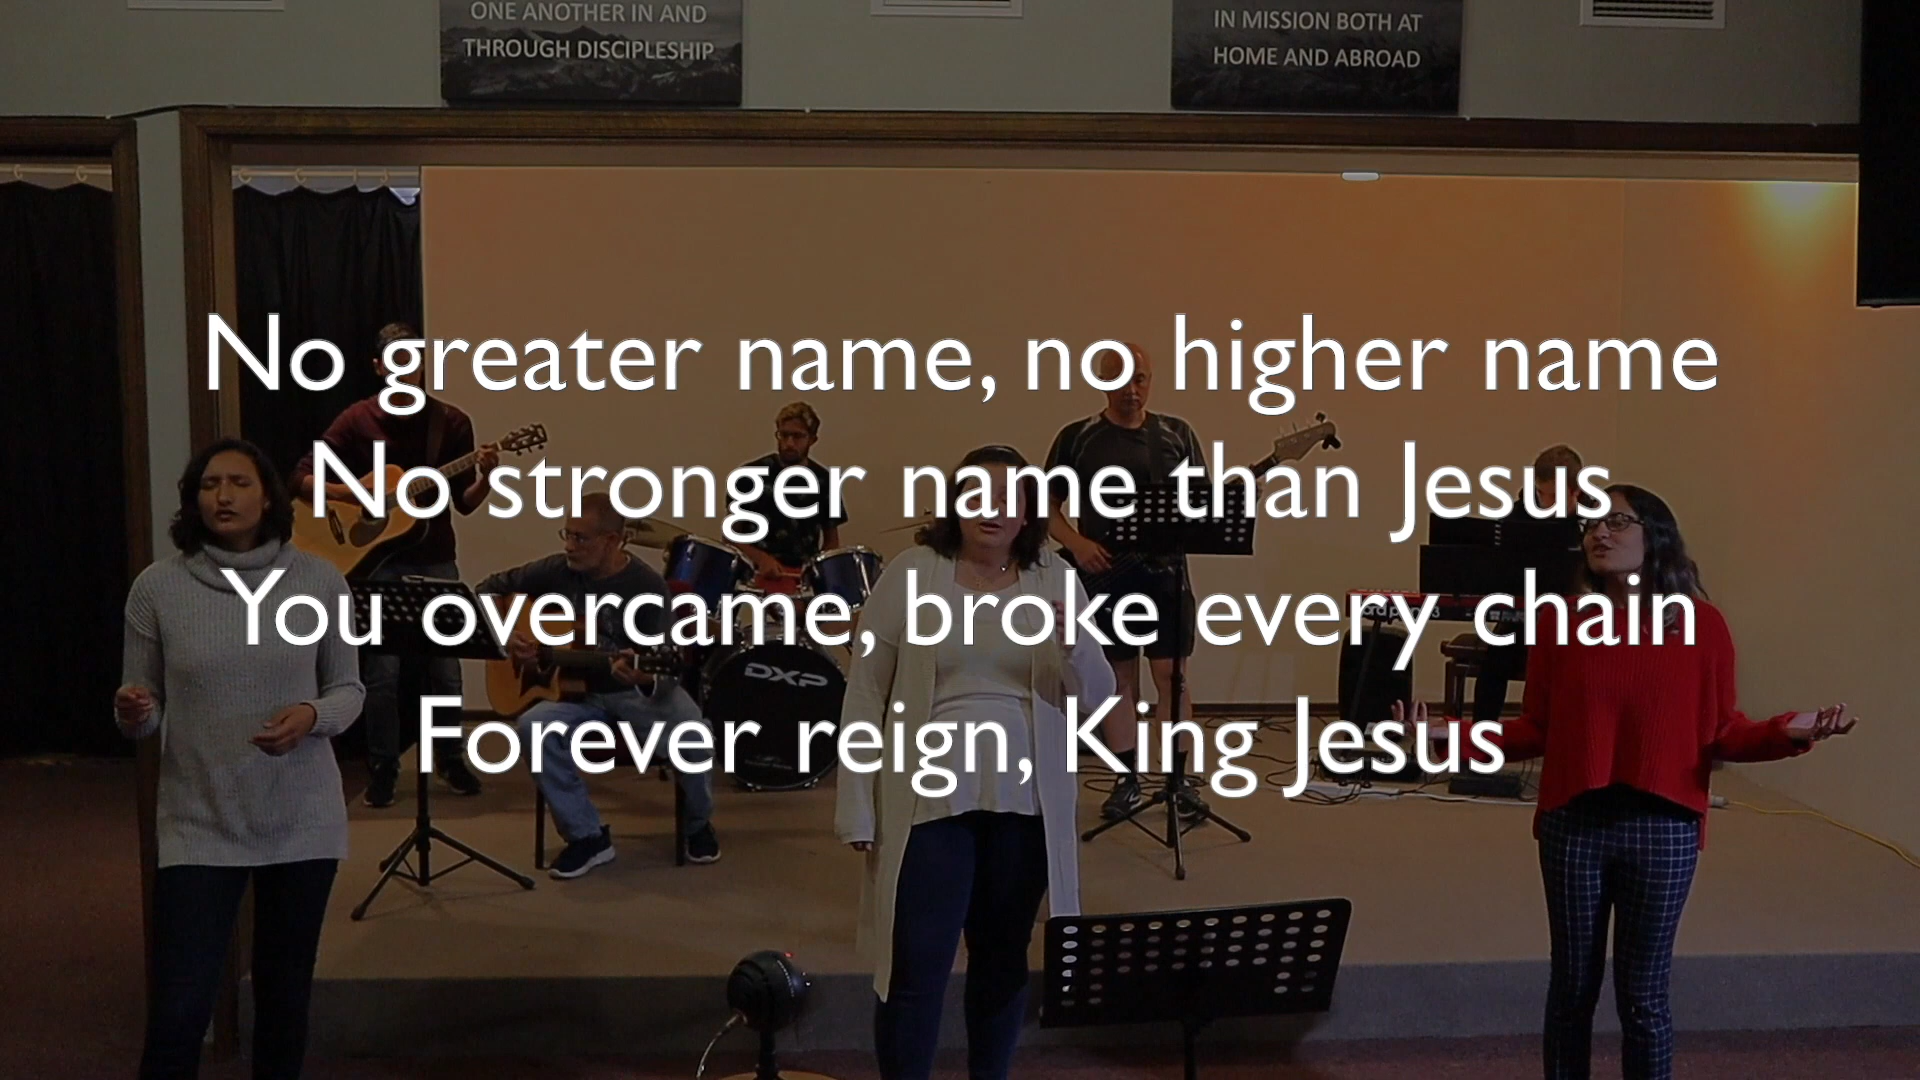 ONE ANOTHER IN AND
THROUGH DISCIPLESHIP
IN MISSION BOTH AT
HOME AND ABROAD
No greater name, no higher name
No stronger name than Jesus
You overcame, broke every chain
Forever reign, King Jesus
DXP